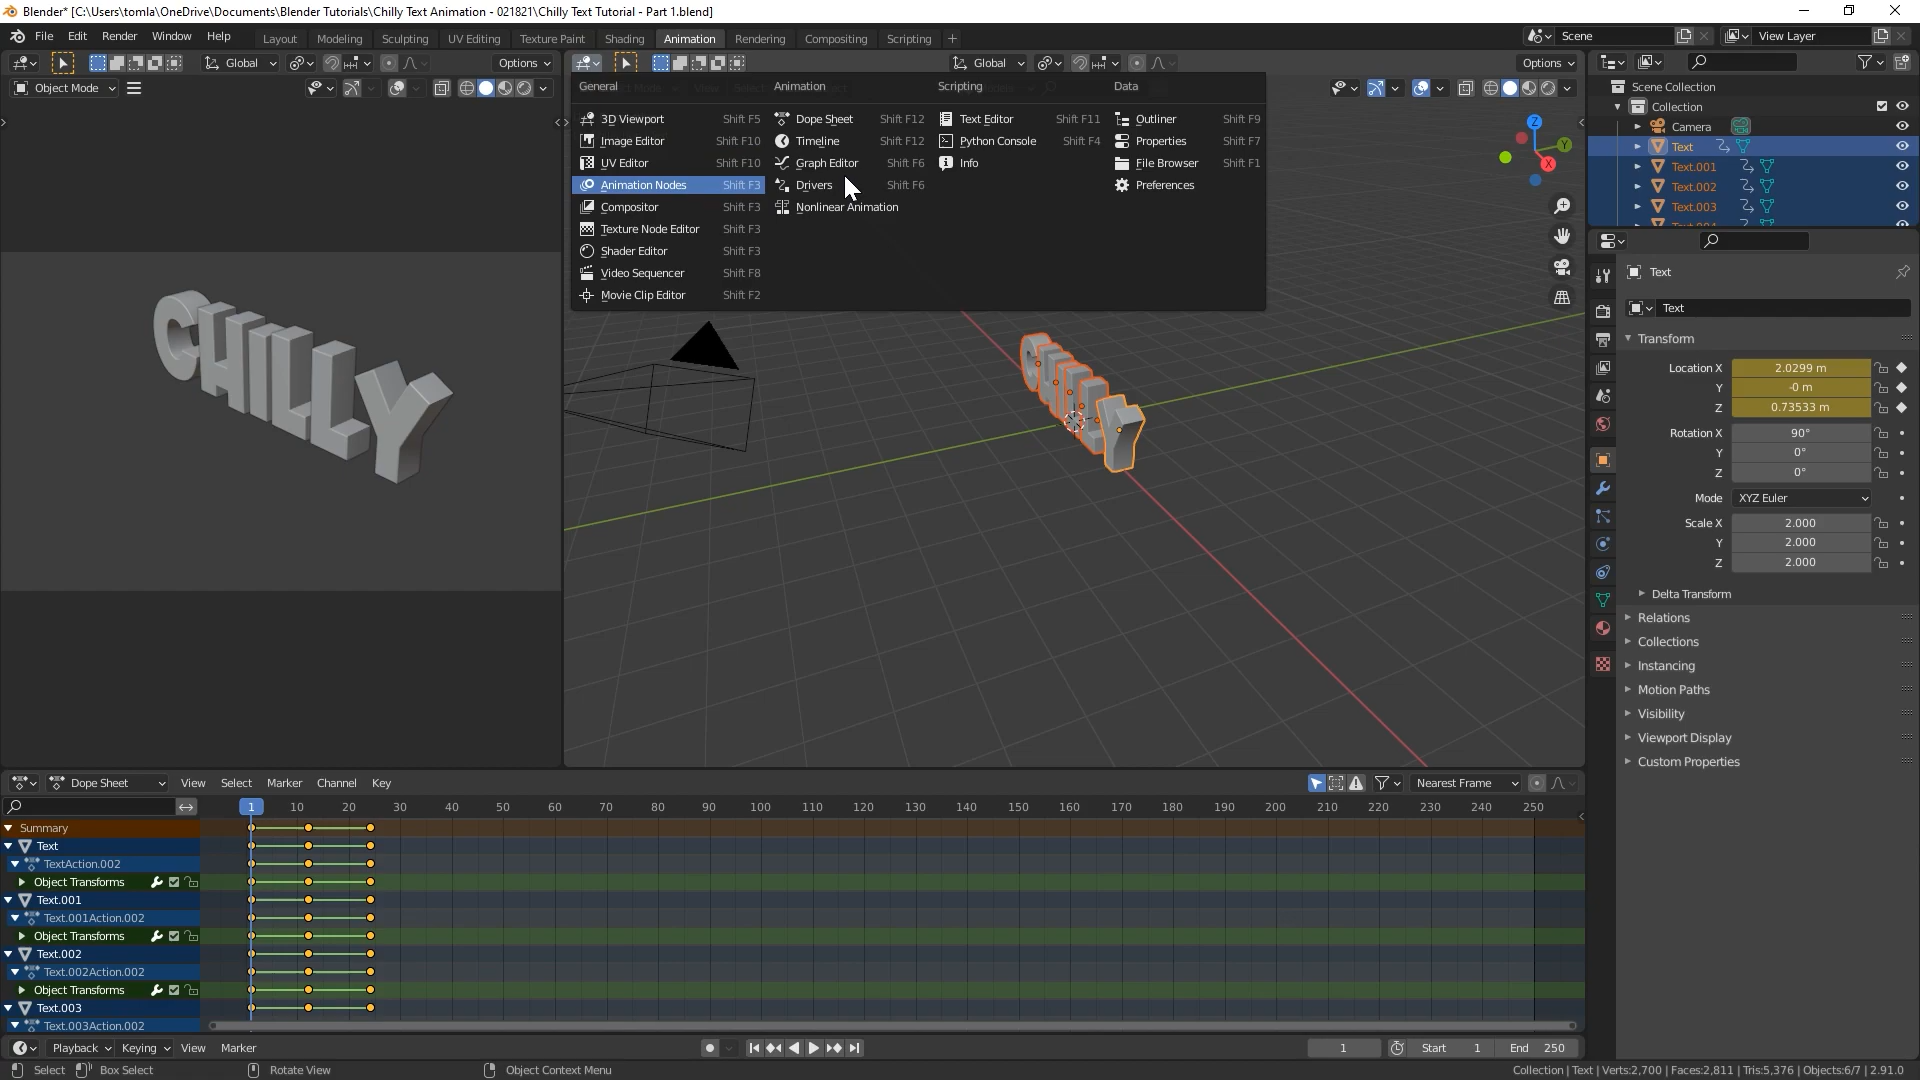 Blender* [C:\Users\tomla\OneDrive\Documents\Blender Tutorials\Chilly Text Animation - 021821\Chilly Text Tutorial - Part 1.blend]
File Edit Render Window Help Layout Modeling Sculpting UV Editing Texture Paint Shading Animation Rendering Compositing Scripting + Scene View Layer
Global Options Global Options
Object Mode
General Animation Scripting Data
3D Viewport Shift F5 Dope Sheet Shift F12 Text Editor Shift F11 Outliner Shift F9
Image Editor Shift F10 Timeline Shift F12 Python Console Shift F4 Properties Shift F7
UV Editor Shift F10 Graph Editor Shift F6 Info File Browser Shift F1
Animation Nodes Shift F3 Drivers Shift F6 Preferences
Compositor Shift F3 Nonlinear Animation
Texture Node Editor Shift F3
Shader Editor Shift F3
Video Sequencer Shift F8
Movie Clip Editor Shift F2
Z
Y
X
CHILLY
CHILLY
Scene Collection
Collection
Camera
Text
Text.001
Text.002
Text.003
Text
Text
Transform
Location X 2.0299 m
Y -0 m
Z 0.73533 m
Rotation X 90°
Y 0°
Z 0°
Mode XYZ Euler
Scale X 2.000
Y 2.000
Z 2.000
Delta Transform
Relations
Collections
Instancing
Motion Paths
Visibility
Viewport Display
Custom Properties
Dope Sheet View Select Marker Channel Key Nearest Frame
1 10 20 30 40 50 60 70 80 90 100 110 120 130 140 150 160 170 180 190 200 210 220 230 240 250
Summary
Text
TextAction.002
Object Transforms
Text.001
Text.001Action.002
Object Transforms
Text.002
Text.002Action.002
Object Transforms
Text.003
Text.003Action.002
Playback Keying View Marker 1 Start 1 End 250
Select Box Select Rotate View Object Context Menu Collection | Text | Verts:2,700 | Faces:2,811 | Tris:5,376 | Objects:6/7 | 2.91.0